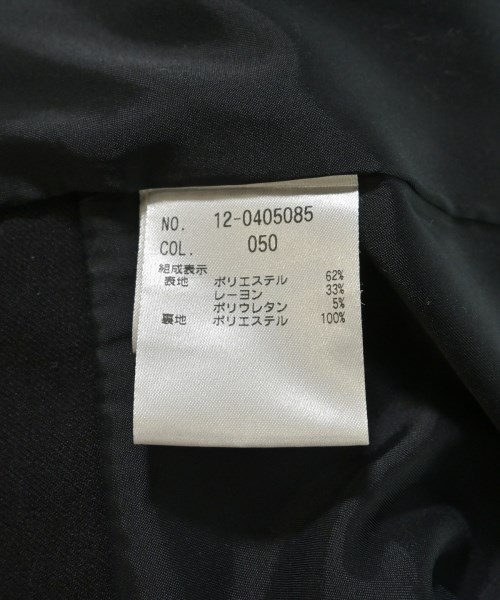 NO. 12-0405085
COL. 050
組成表示
表地 ポリエステル 62%
レーヨン 33%
ポリウレタン 5%
裏地 ポリエステル 100%